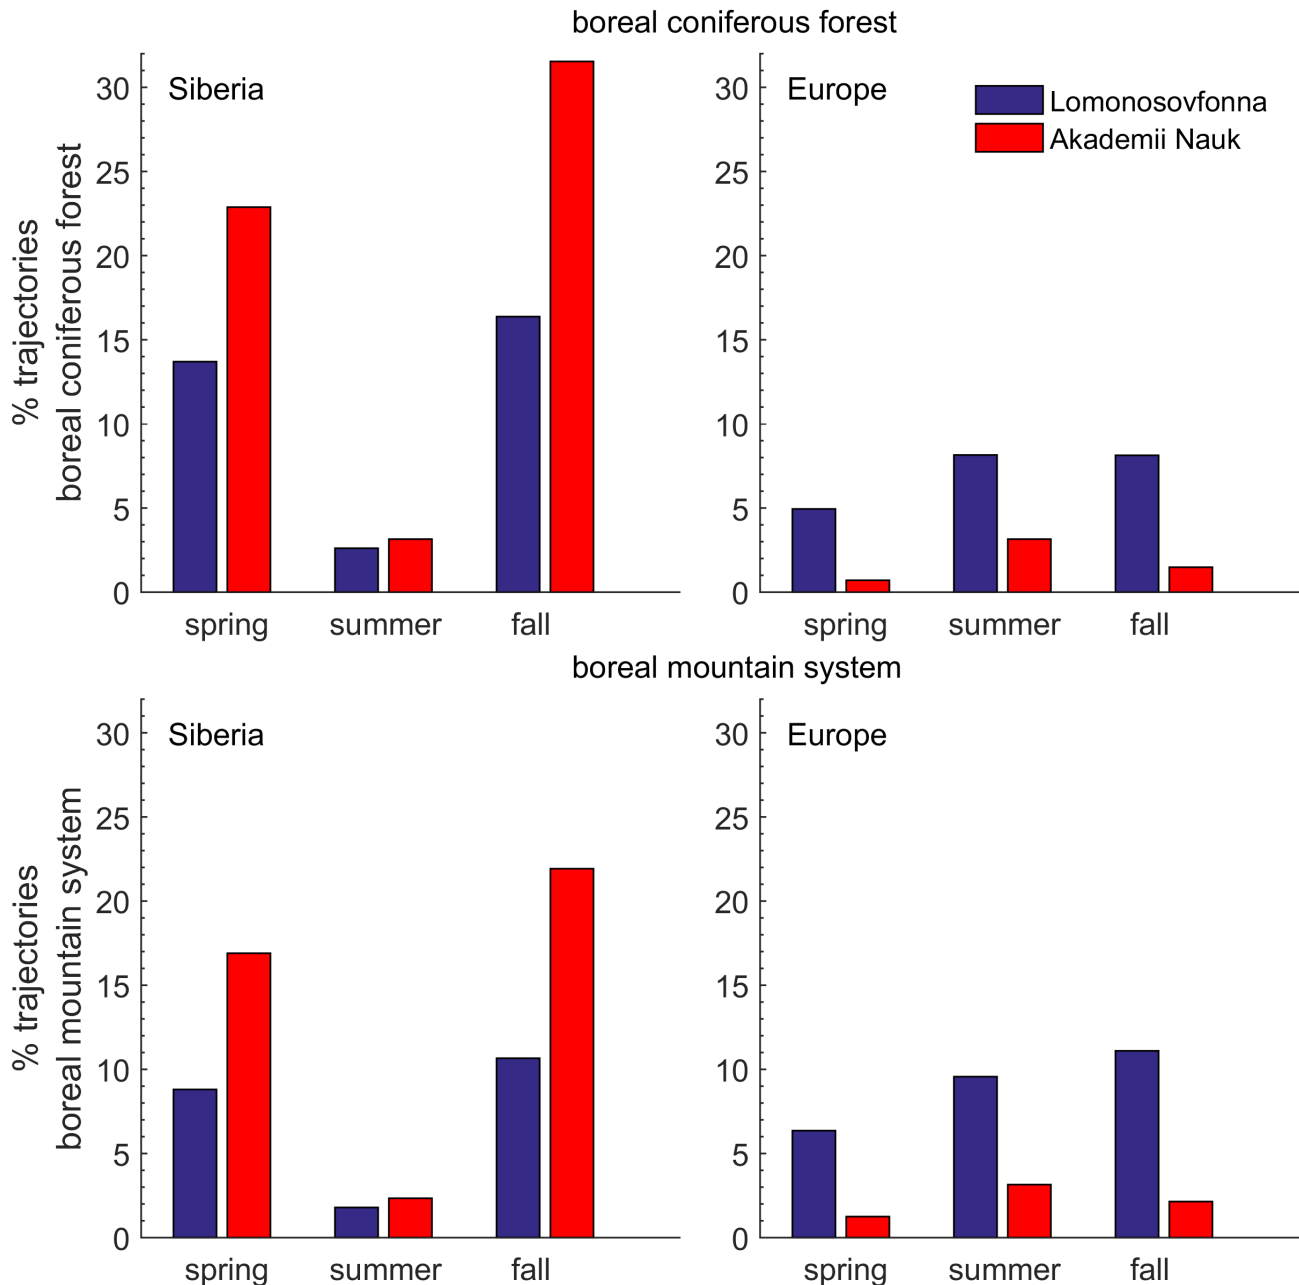 boreal coniferous forest
% trajectories
boreal coniferous forest
Siberia
30
25
20
15
10
5
0
spring summer fall
Europe
Lomonosovfonna
Akademii Nauk
30
25
20
15
10
5
0
spring summer fall
boreal mountain system
% trajectories
boreal mountain system
Siberia
30
25
20
15
10
5
0
spring summer fall
Europe
30
25
20
15
10
5
0
spring summer fall